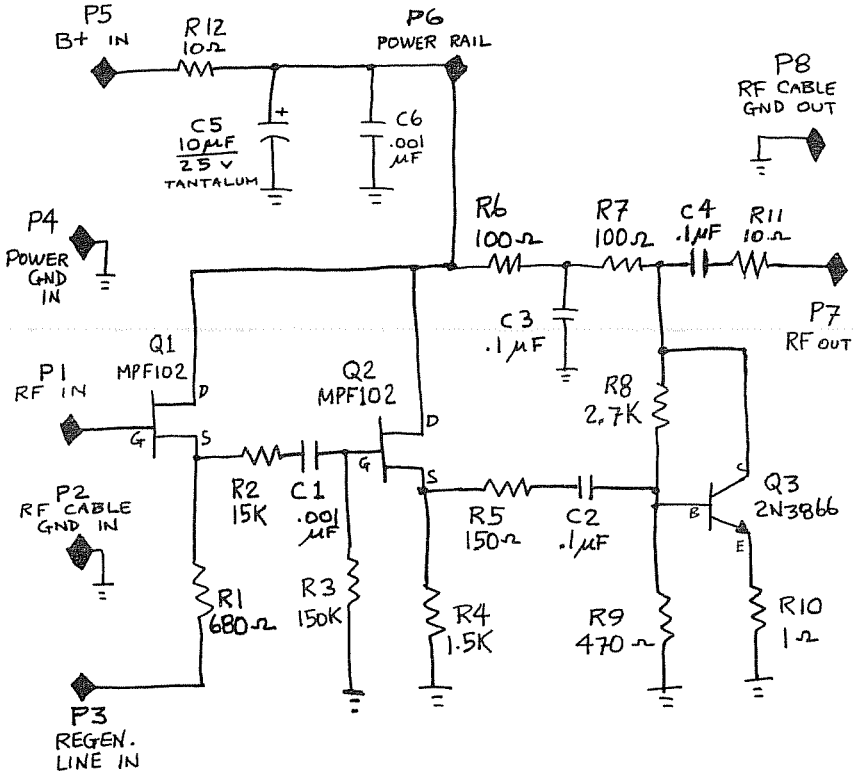 P5
B+ IN
R12
10Ω
P6
POWER RAIL
P8
RF CABLE
GND OUT
C5
10μF
25 V
TANTALUM
+
C6
.001
μF
P4
POWER
GND
IN
R6
100Ω
R7
100Ω
C4
.1μF
R11
10Ω
P7
RF OUT
C3
.1μF
Q1
MPF102
D
G
S
P1
RF IN
Q2
MPF102
D
G
S
R8
2.7K
R2
15K
C1
.001
μF
P2
RF CABLE
GND IN
R5
150Ω
C2
.1μF
C
B
E
Q3
2N3866
R1
680Ω
R3
150K
R4
1.5K
R9
470Ω
R10
1Ω
P3
REGEN.
LINE IN